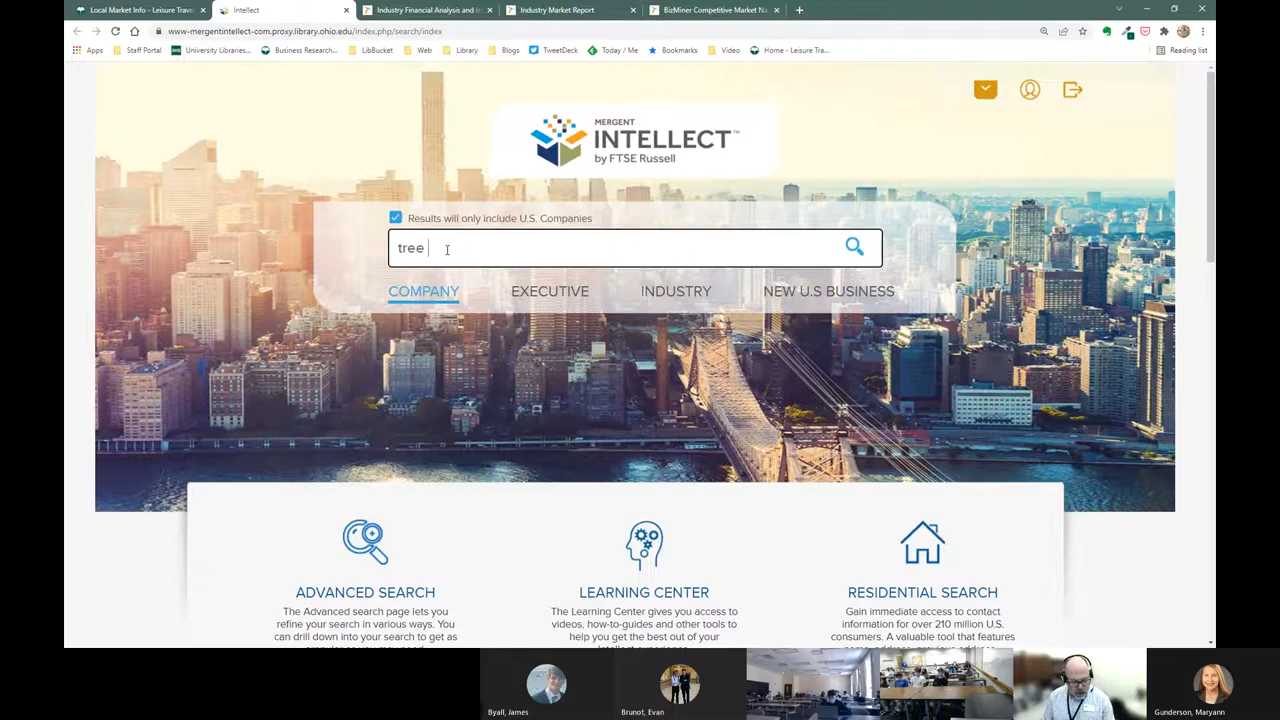 Local Market Info - Leisure Trave
Intellect
Industry Financial Analysis and I
Industry Market Report
BizMiner Competitive Market N
www-mergentintellect-com.proxy.library.ohio.edu/index.php/search/index
Apps
Staff Portal
University Libraries...
Business Research...
LibBucket
Web
Library
Blogs
TweetDeck
Today / Me
Bookmarks
Video
Home - Leisure Tra...
Reading list
MERGENT
INTELLECT™
by FTSE Russell
Results will only include U.S. Companies
tree
COMPANY
EXECUTIVE
INDUSTRY
NEW U.S BUSINESS
ADVANCED SEARCH
The Advanced search page lets you
refine your search in various ways. You
can drill down into your search to get as
LEARNING CENTER
The Learning Center gives you access to
videos, how-to-guides and other tools to
help you get the best out of your
RESIDENTIAL SEARCH
Gain immediate access to contact
information for over 210 million U.S.
consumers. A valuable tool that features
Byall, James
Brunot, Evan
Gunderson, Maryann